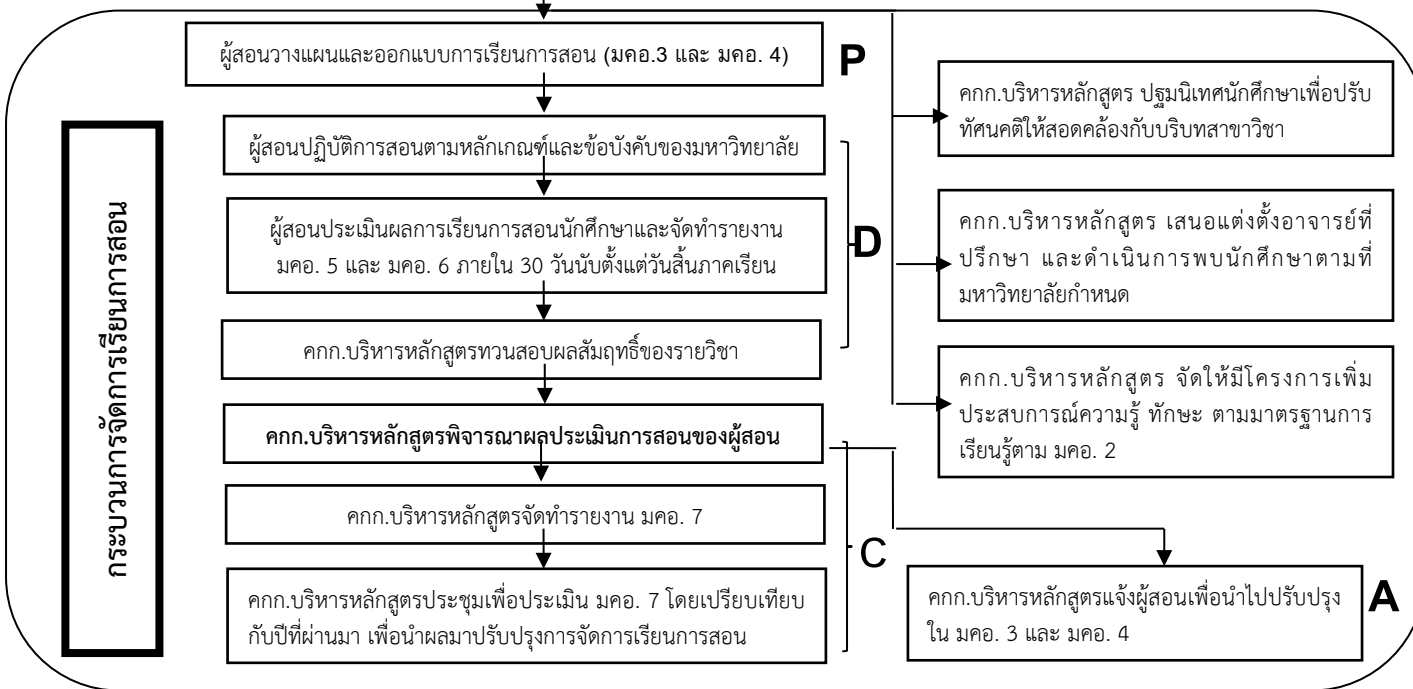 กระบวนการจัดการเรียนการสอน
ผู้สอนวางแผนและออกแบบการเรียนการสอน (มคอ.3 และ มคอ. 4)
P
ผู้สอนปฏิบัติการสอนตามหลักเกณฑ์และข้อบังคับของมหาวิทยาลัย
ผู้สอนประเมินผลการเรียนการสอนนักศึกษาและจัดทำรายงาน
มคอ. 5 และ มคอ. 6 ภายใน 30 วันนับตั้งแต่วันสิ้นภาคเรียน
D
คกก.บริหารหลักสูตรทวนสอบผลสัมฤทธิ์ของรายวิชา
คกก.บริหารหลักสูตรพิจารณาผลประเมินการสอนของผู้สอน
คกก.บริหารหลักสูตรจัดทำรายงาน มคอ. 7
C
คกก.บริหารหลักสูตรประชุมเพื่อประเมิน มคอ. 7 โดยเปรียบเทียบ
กับปีที่ผ่านมา เพื่อนำผลมาปรับปรุงการจัดการเรียนการสอน
คกก.บริหารหลักสูตร ปฐมนิเทศนักศึกษาเพื่อปรับ
ทัศนคติให้สอดคล้องกับบริบทสาขาวิชา
คกก.บริหารหลักสูตร เสนอแต่งตั้งอาจารย์ที่
ปรึกษา และดำเนินการพบนักศึกษาตามที่
มหาวิทยาลัยกำหนด
คกก.บริหารหลักสูตร จัดให้มีโครงการเพิ่ม
ประสบการณ์ความรู้ ทักษะ ตามมาตรฐานการ
เรียนรู้ตาม มคอ. 2
คกก.บริหารหลักสูตรแจ้งผู้สอนเพื่อนำไปปรับปรุง
ใน มคอ. 3 และ มคอ. 4
A